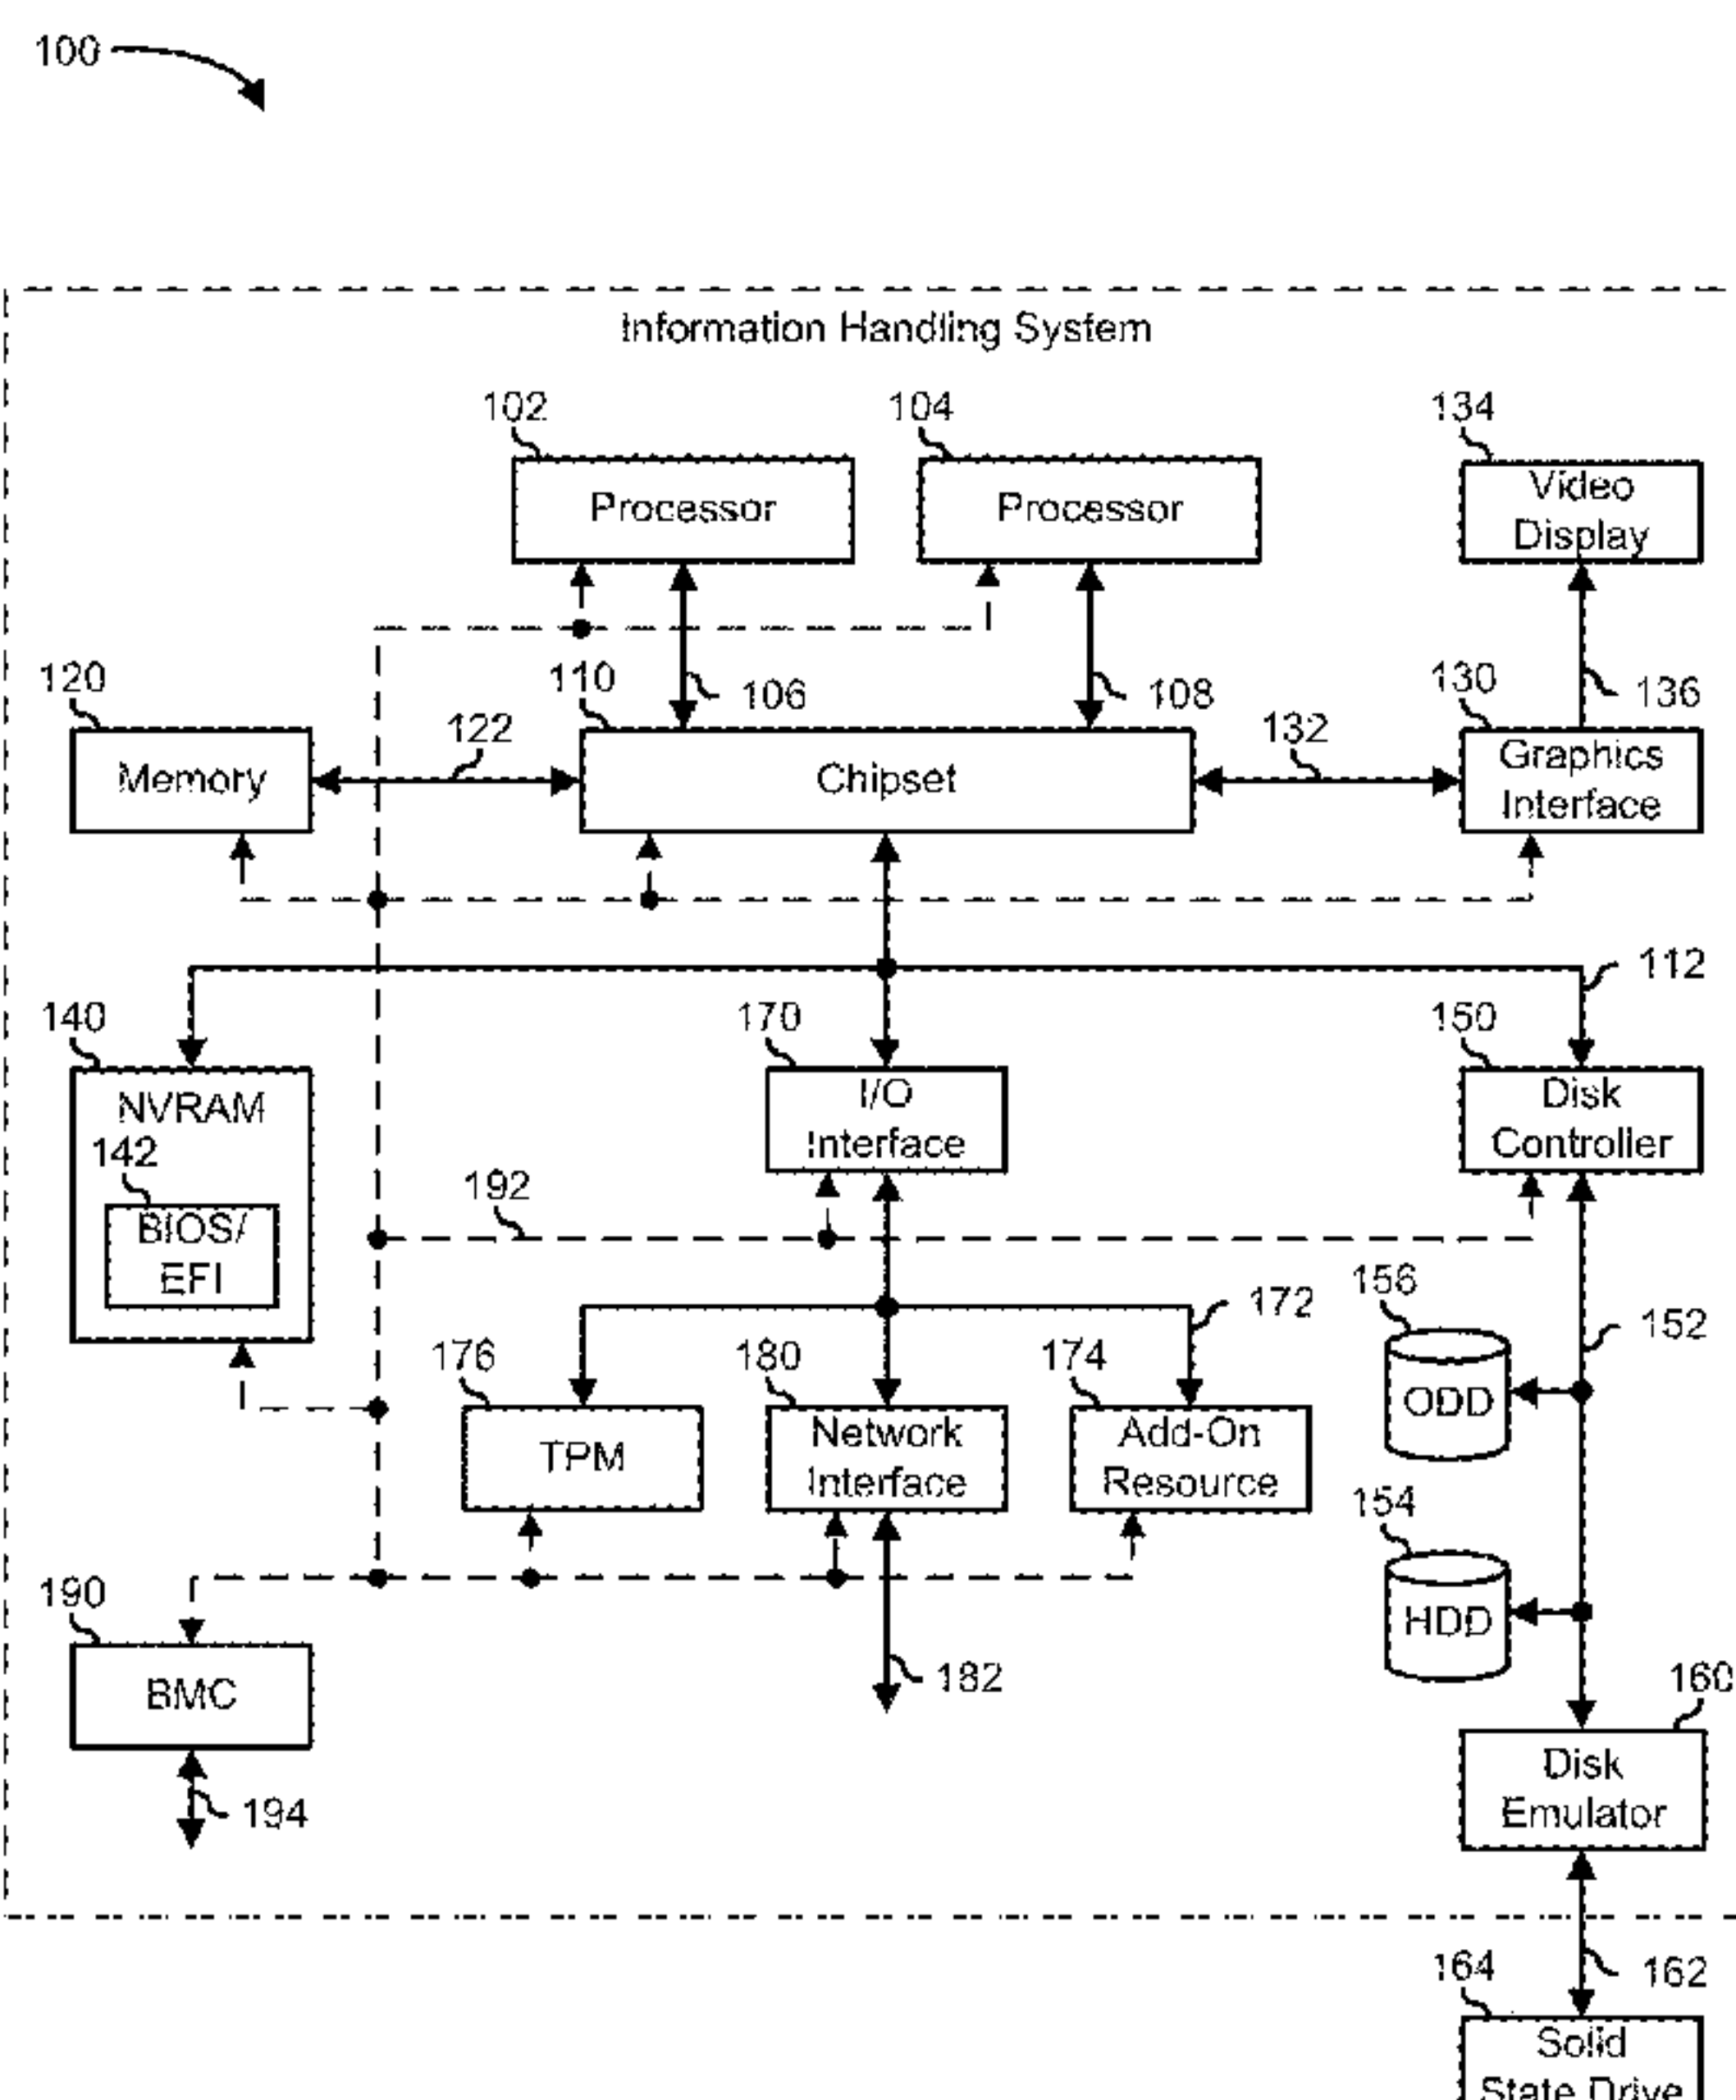 100
Information Handling System
102
104
134
Processor
Processor
Video
Display
120
110
106
108
130
136
122
132
Memory
Chipset
Graphics
Interface
112
140
170
150
NVRAM
I/O
Interface
Disk
Controller
142
BIOS/
EFI
192
156
172
152
176
180
174
ODD
TPM
Network
Interface
Add-On
Resource
154
HDD
190
182
160
BMC
Disk
Emulator
194
164
162
Solid
State Drive